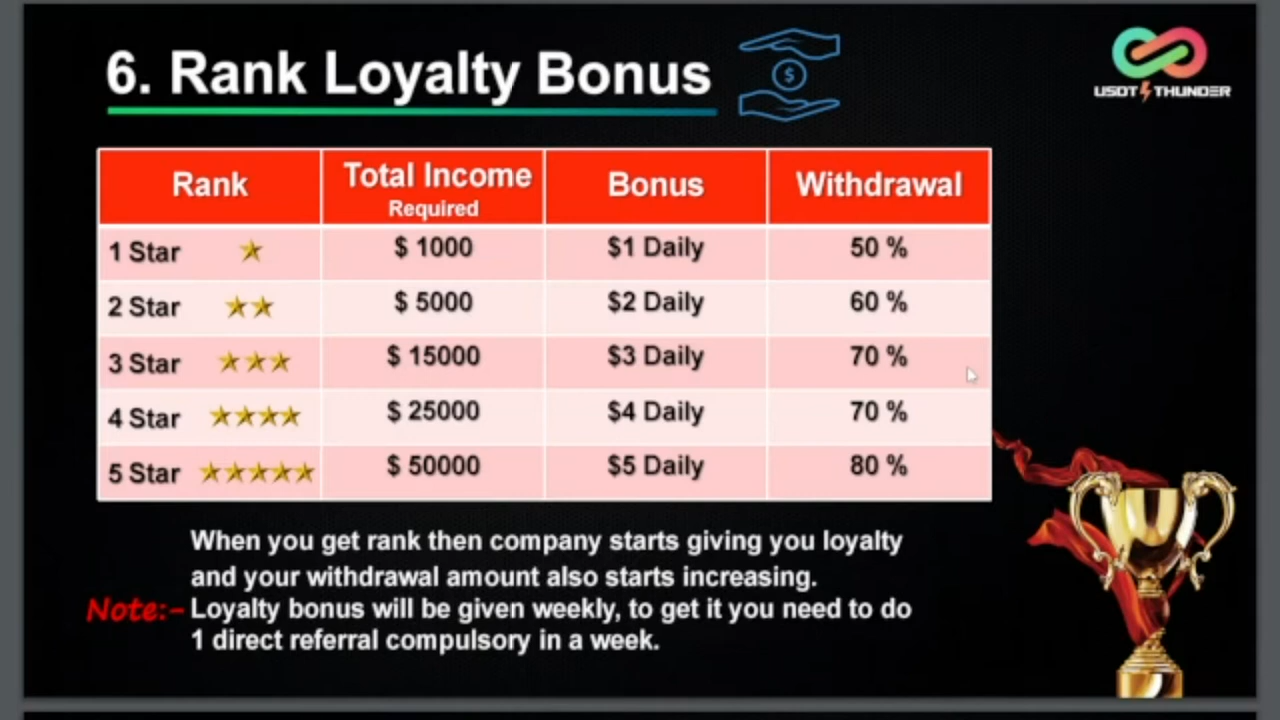 6. Rank Loyalty Bonus
$
USDT THUNDER
Rank Total Income Required Bonus Withdrawal
1 Star $ 1000 $1 Daily 50 %
2 Star $ 5000 $2 Daily 60 %
3 Star $ 15000 $3 Daily 70 %
4 Star $ 25000 $4 Daily 70 %
5 Star $ 50000 $5 Daily 80 %
When you get rank then company starts giving you loyalty
and your withdrawal amount also starts increasing.
Note:- Loyalty bonus will be given weekly, to get it you need to do
1 direct referral compulsory in a week.